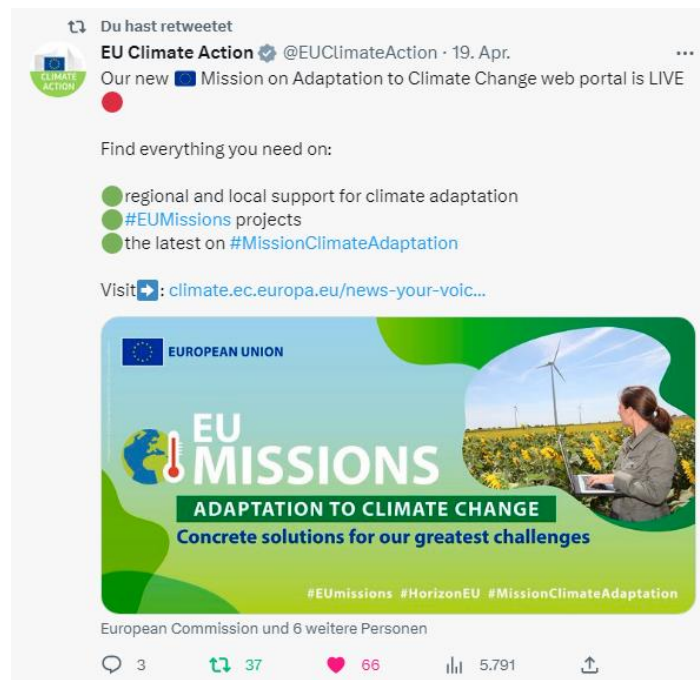 Du hast retweetet
EU Climate Action @EUClimateAction · 19. Apr.
CLIMATE
ACTION
Our new 🇪🇺 Mission on Adaptation to Climate Change web portal is LIVE
🔴
Find everything you need on:
🟢regional and local support for climate adaptation
🟢#EUMissions projects
🟢the latest on #MissionClimateAdaptation
Visit➡️: climate.ec.europa.eu/news-your-voic...
EUROPEAN UNION
EU
MISSIONS
ADAPTATION TO CLIMATE CHANGE
Concrete solutions for our greatest challenges
#EUmissions #HorizonEU #MissionClimateAdaptation
European Commission und 6 weitere Personen
3 37 66 5.791